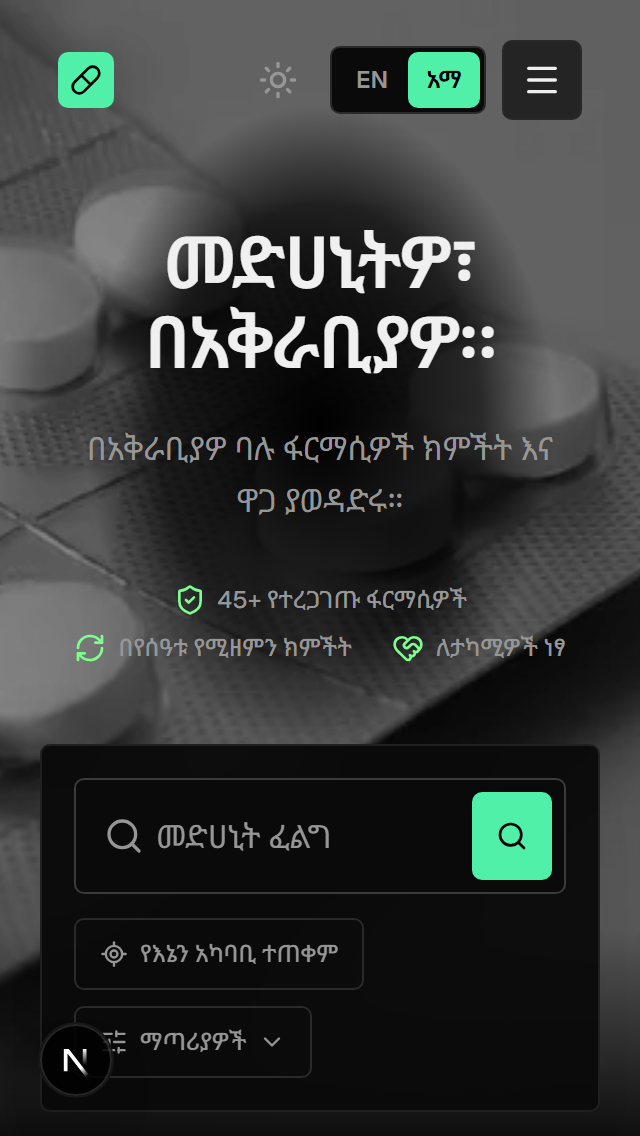 EN አማ
መድሀኒትዎ፣
በአቅራቢያዎ።
በአቅራቢያዎ ባሉ ፋርማሲዎች ክምችት እና
ዋጋ ያወዳድሩ።
45+ የተረጋገጡ ፋርማሲዎች
በየሰዓቱ የሚዘምን ክምችት ለታካሚዎች ነፃ
መድሀኒት ፈልግ
የእኔን አካባቢ ተጠቀም
ማጣሪያዎች
N